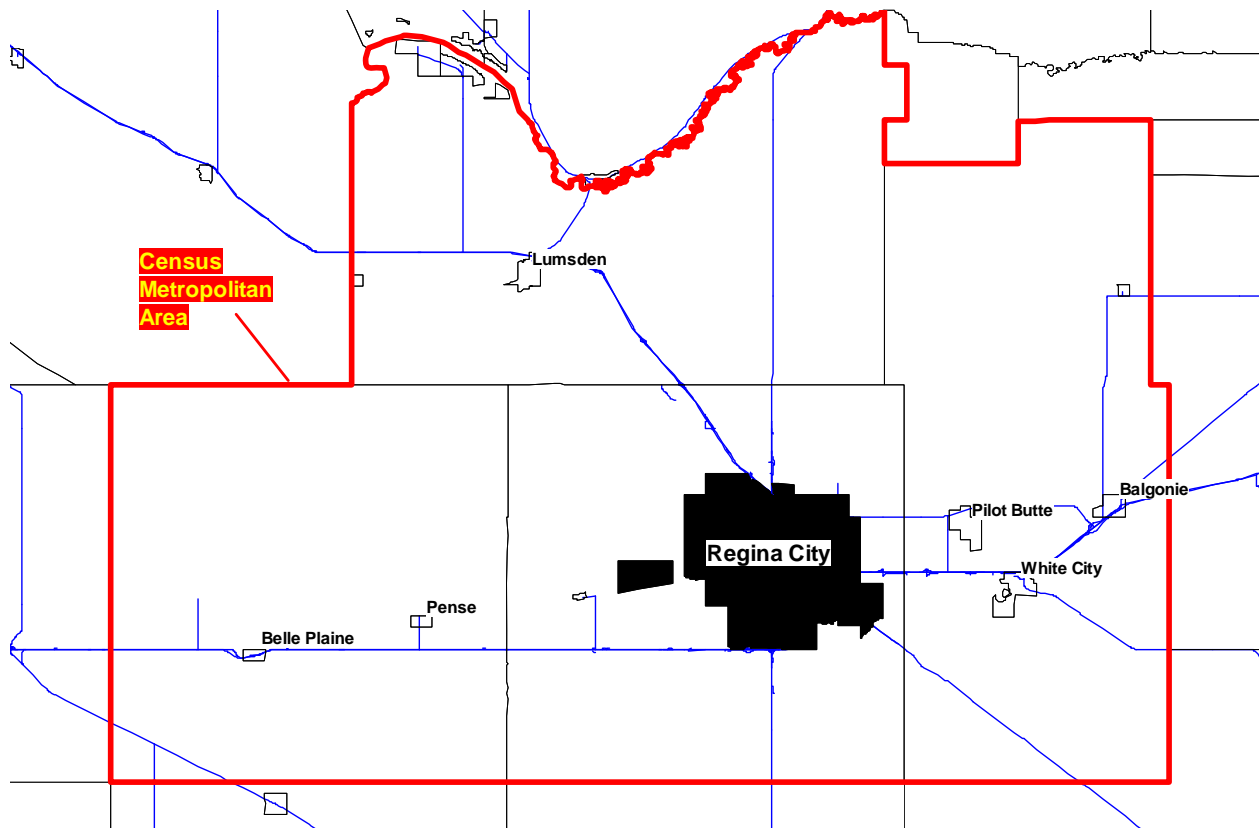 Census
Metropolitan
Area
Lumsden
Balgonie
Pilot Butte
Regina City
White City
Pense
Belle Plaine